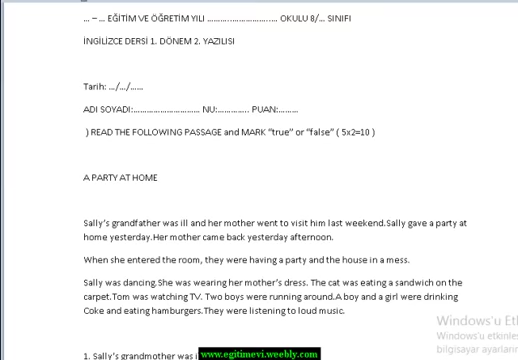 ... – ... EĞİTİM VE ÖĞRETİM YILI ................................. OKULU 8/... SINIFI
İNGİLİZCE DERSİ 1. DÖNEM 2. YAZILISI
Tarih: .../.../......
ADI SOYADI:............................ NU:.............. PUAN:.........
) READ THE FOLLOWING PASSAGE and MARK “true” or “false” ( 5x2=10 )
A PARTY AT HOME
Sally’s grandfather was ill and her mother went to visit him last weekend.Sally gave a party at
home yesterday.Her mother came back yesterday afternoon.
When she entered the room, they were having a party and the house in a mess.
Sally was dancing.She was wearing her mother’s dress. The cat was eating a sandwich on the
carpet.Tom was watching TV. Two boys were running around.A boy and a girl were drinking
Coke and eating hamburgers.They were listening to loud music.
Windows'u Et
Windows'u etkinle
bilgisayar ayarların
1. Sally’s grandmother was i
www.egitimevi.weebly.com